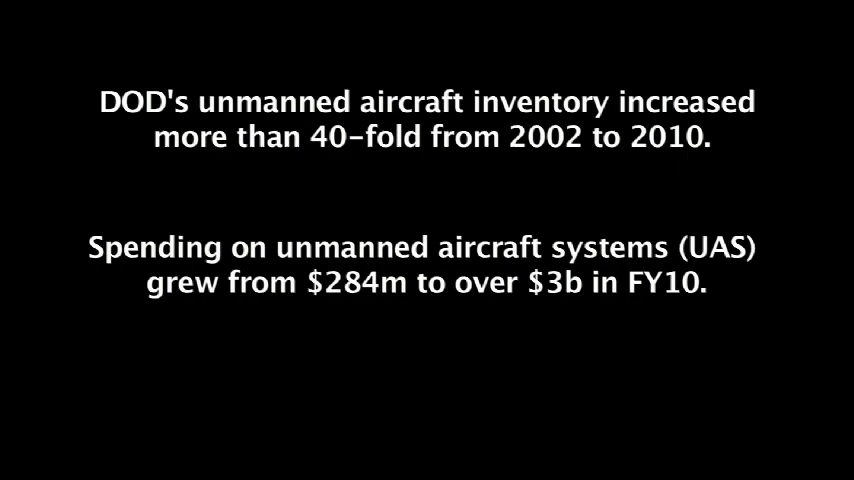 DOD's unmanned aircraft inventory increased
more than 40-fold from 2002 to 2010.
Spending on unmanned aircraft systems (UAS)
grew from $284m to over $3b in FY10.